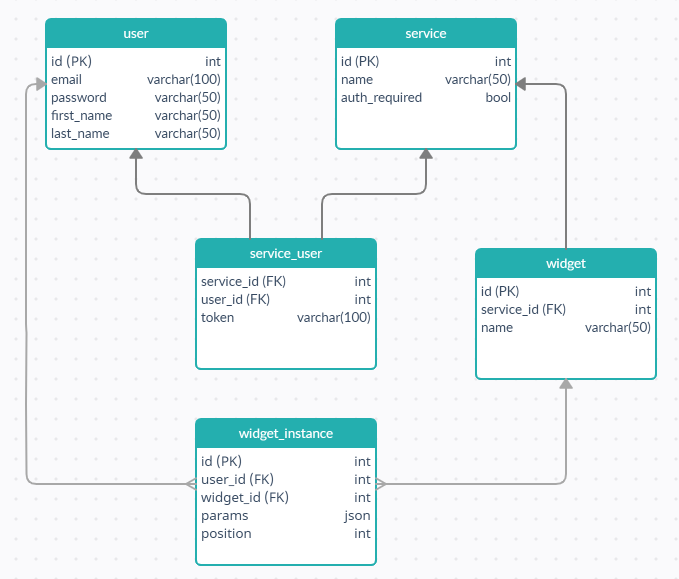 user
id (PK) int
email varchar(100)
password varchar(50)
first_name varchar(50)
last_name varchar(50)
service
id (PK) int
name varchar(50)
auth_required bool
service_user
service_id (FK) int
user_id (FK) int
token varchar(100)
widget
id (PK) int
service_id (FK) int
name varchar(50)
widget_instance
id (PK) int
user_id (FK) int
widget_id (FK) int
params json
position int